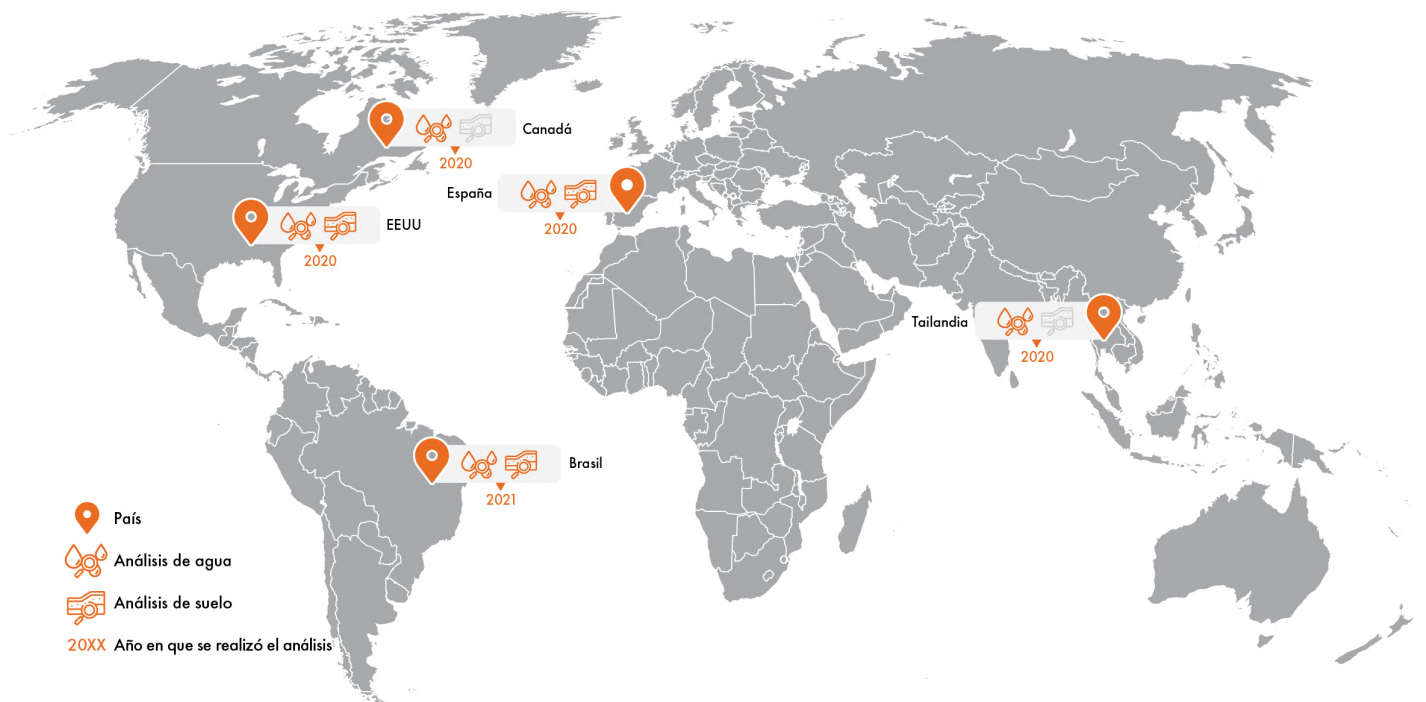 Canadá
2020
España
2020
EEUU
2020
Tailandia
2020
Brasil
2021
País
Análisis de agua
Análisis de suelo
20XX Año en que se realizó el análisis